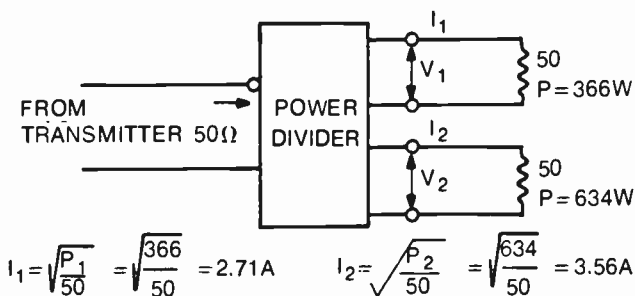 I₁
50
V₁
P = 366W
FROM
TRANSMITTER 50Ω
POWER
DIVIDER
I₂
50
V₂
P = 634W
I₁ = √(P₁/50) = √(366/50) = 2.71A
I₂ = √(P₂/50) = √(634/50) = 3.56A